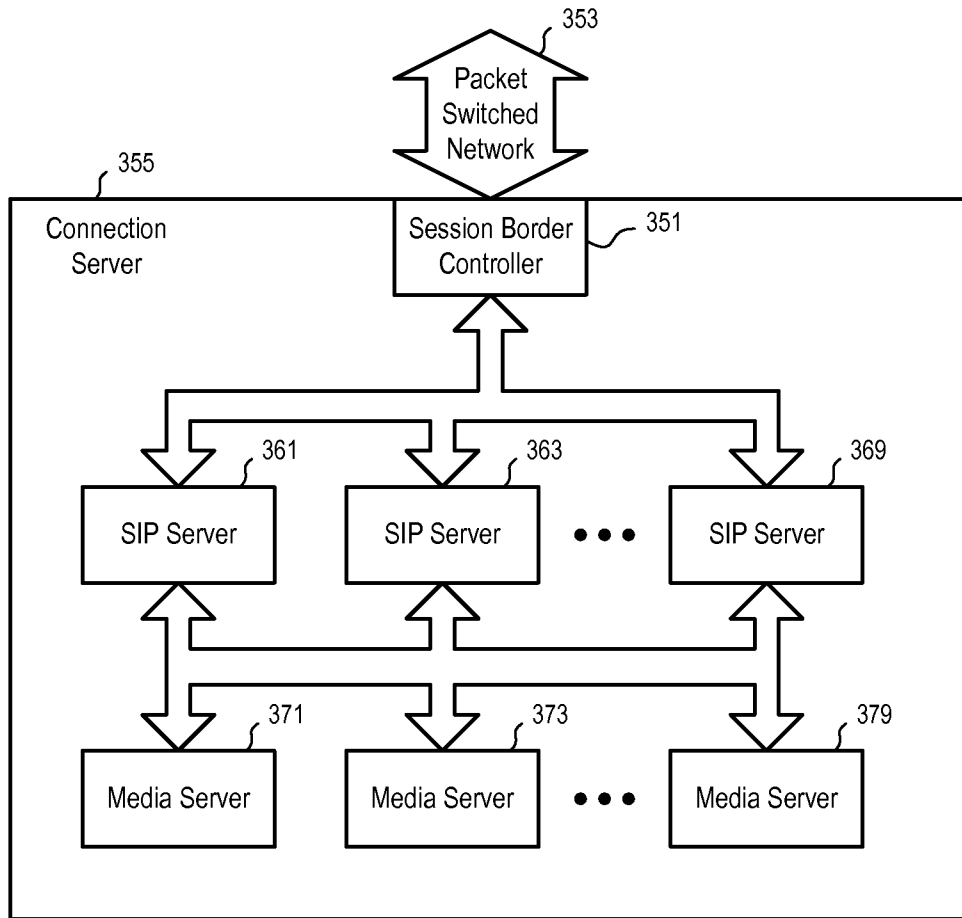 353
Packet
Switched
Network
355
Connection
Server
Session Border
Controller
351
361
363
369
SIP Server
SIP Server
SIP Server
371
373
379
Media Server
Media Server
Media Server